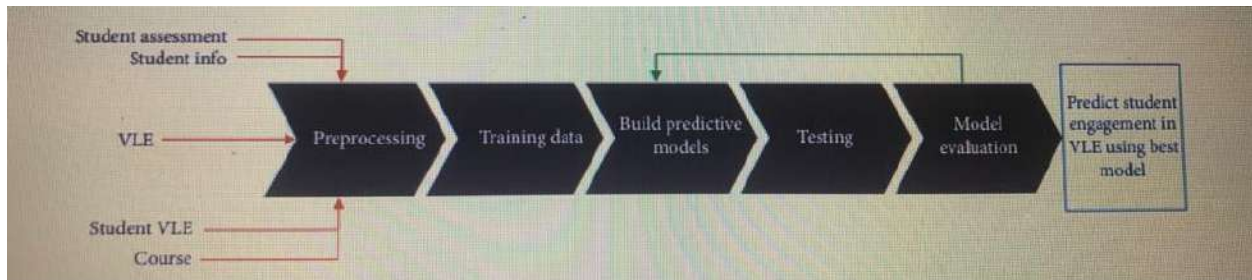 Student assessment
Student info
VLE
Student VLE
Course
Preprocessing
Training data
Build predictive
models
Testing
Model
evaluation
Predict student
engagement in
VLE using best
model